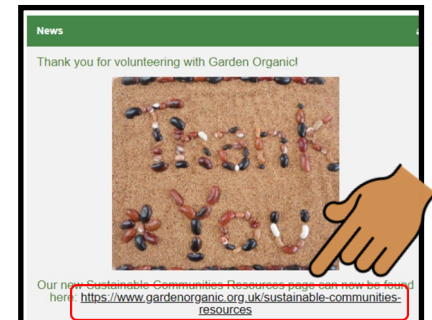 News
Thank you for volunteering with Garden Organic!
Thank
You
Our new Sustainable Communities Resources page can now be found
here: https://www.gardenorganic.org.uk/sustainable-communities-
resources